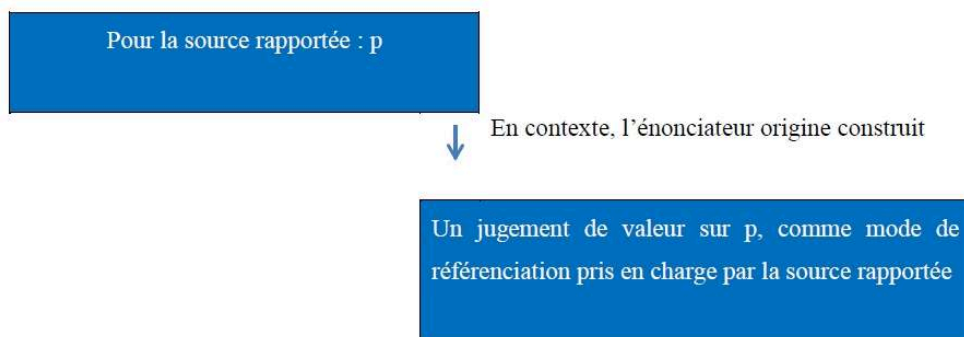 Pour la source rapportée : p
En contexte, l’énonciateur origine construit
Un jugement de valeur sur p, comme mode de
référenciation pris en charge par la source rapportée